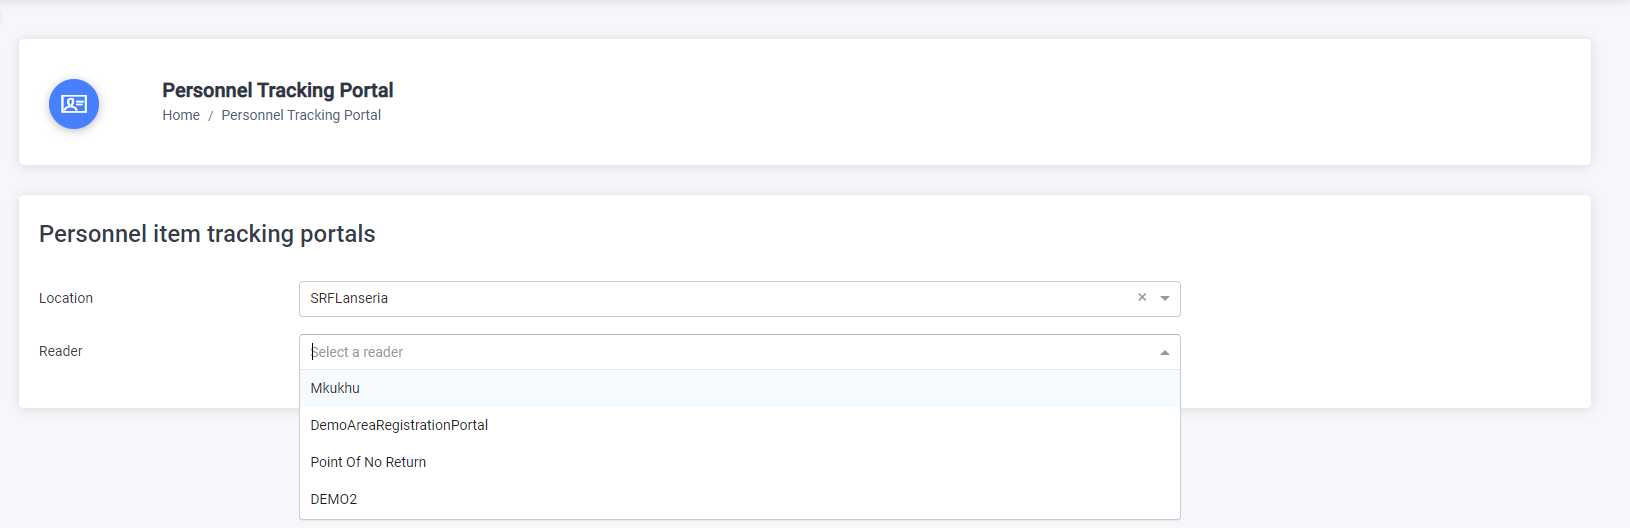 Personnel Tracking Portal
Home / Personnel Tracking Portal
Personnel item tracking portals
Location
SRFLanseria
×
Reader
Select a reader
Mkukhu
DemoAreaRegistrationPortal
Point Of No Return
DEMO2